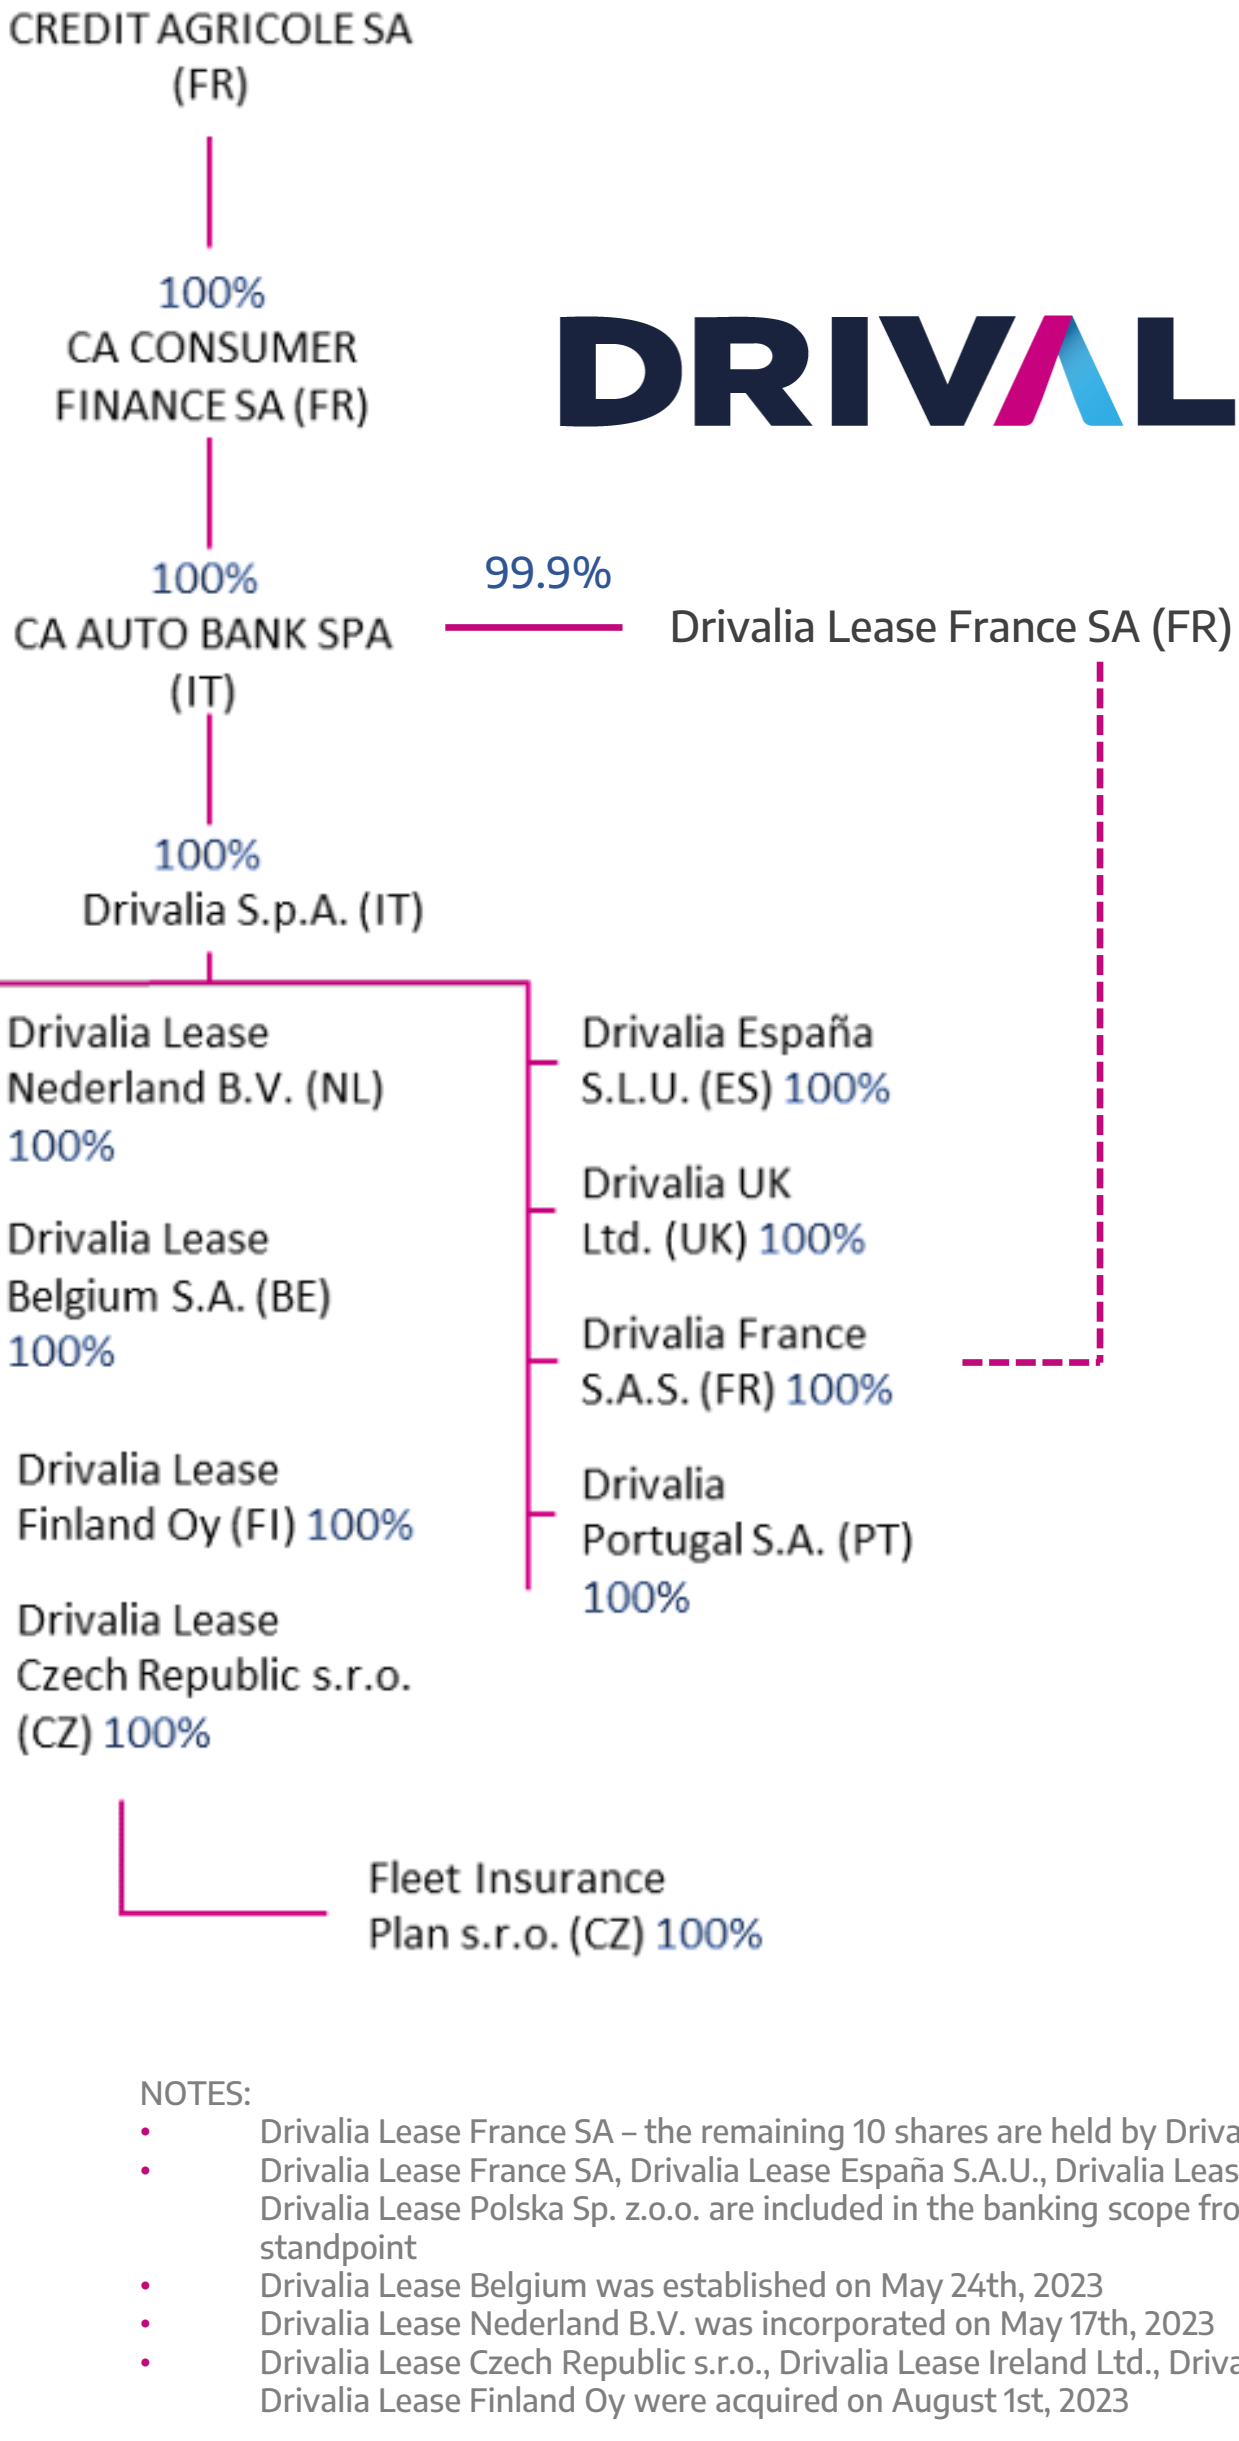 CREDIT AGRICOLE SA
(FR)
100%
CA CONSUMER
FINANCE SA (FR)
DRIVAL
100%
CA AUTO BANK SPA
(IT)
99.9%
Drivalia Lease France SA (FR)
100%
Drivalia S.p.A. (IT)
Drivalia Lease
Nederland B.V. (NL)
100%
Drivalia Lease
Belgium S.A. (BE)
100%
Drivalia Lease
Finland Oy (FI) 100%
Drivalia Lease
Czech Republic s.r.o.
(CZ) 100%
Drivalia España
S.L.U. (ES) 100%
Drivalia UK
Ltd. (UK) 100%
Drivalia France
S.A.S. (FR) 100%
Drivalia
Portugal S.A. (PT)
100%
Fleet Insurance
Plan s.r.o. (CZ) 100%
NOTES:
• Drivalia Lease France SA – the remaining 10 shares are held by Driva
• Drivalia Lease France SA, Drivalia Lease España S.A.U., Drivalia Leas
Drivalia Lease Polska Sp. z.o.o. are included in the banking scope fro
standpoint
• Drivalia Lease Belgium was established on May 24th, 2023
• Drivalia Lease Nederland B.V. was incorporated on May 17th, 2023
• Drivalia Lease Czech Republic s.r.o., Drivalia Lease Ireland Ltd., Driva
Drivalia Lease Finland Oy were acquired on August 1st, 2023